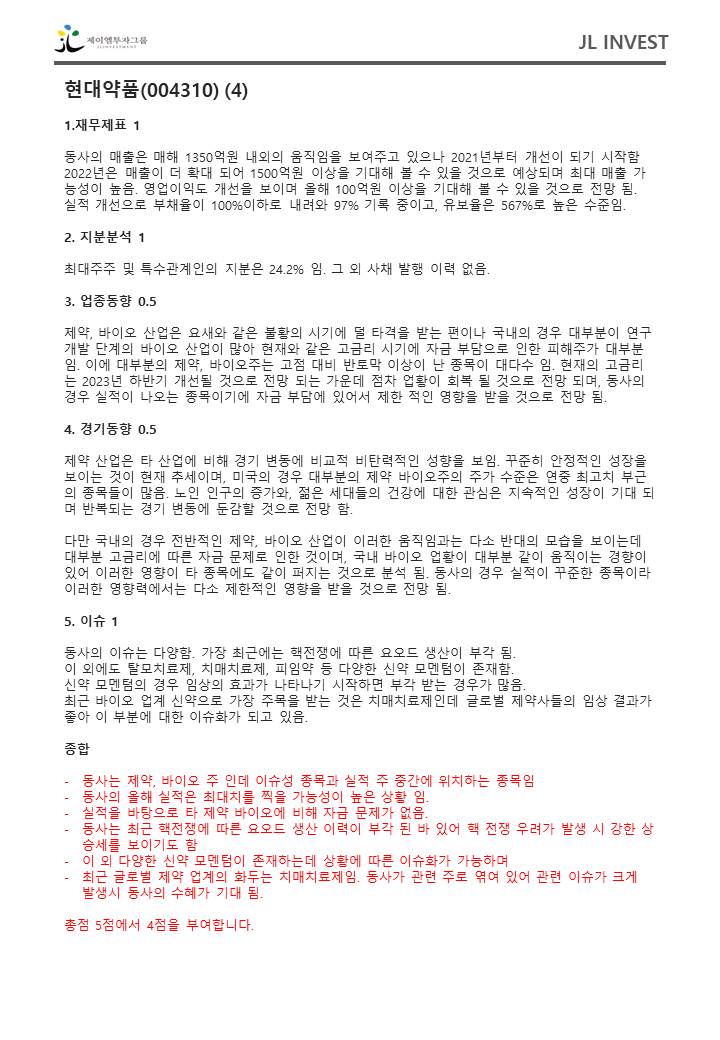 제이엘투자그룹
JLINVESTMENT
JL INVEST
현대약품(004310) (4)
1.재무제표 1
동사의 매출은 매해 1350억원 내외의 움직임을 보여주고 있으나 2021년부터 개선이 되기 시작함
2022년은 매출이 더 확대 되어 1500억원 이상을 기대해 볼 수 있을 것으로 예상되며 최대 매출 가
능성이 높음. 영업이익도 개선을 보이며 올해 100억원 이상을 기대해 볼 수 있을 것으로 전망 됨.
실적 개선으로 부채율이 100%이하로 내려와 97% 기록 중이고, 유보율은 567%로 높은 수준임.
2. 지분분석 1
최대주주 및 특수관계인의 지분은 24.2% 임. 그 외 사채 발행 이력 없음.
3. 업종동향 0.5
제약, 바이오 산업은 요새와 같은 불황의 시기에 덜 타격을 받는 편이나 국내의 경우 대부분이 연구
개발 단계의 바이오 산업이 많아 현재와 같은 고금리 시기에 자금 부담으로 인한 피해주가 대부분
임. 이에 대부분의 제약, 바이오주는 고점 대비 반토막 이상이 난 종목이 대다수 임. 현재의 고금리
는 2023년 하반기 개선될 것으로 전망 되는 가운데 점차 업황이 회복 될 것으로 전망 되며, 동사의
경우 실적이 나오는 종목이기에 자금 부담에 있어서 제한 적인 영향을 받을 것으로 전망 됨.
4. 경기동향 0.5
제약 산업은 타 산업에 비해 경기 변동에 비교적 비탄력적인 성향을 보임. 꾸준히 안정적인 성장을
보이는 것이 현재 추세이며, 미국의 경우 대부분의 제약 바이오주의 주가 수준은 연중 최고치 부근
의 종목들이 많음. 노인 인구의 증가와, 젊은 세대들의 건강에 대한 관심은 지속적인 성장이 기대 되
며 반복되는 경기 변동에 둔감할 것으로 전망 함.
다만 국내의 경우 전반적인 제약, 바이오 산업이 이러한 움직임과는 다소 반대의 모습을 보이는데
대부분 고금리에 따른 자금 문제로 인한 것이며, 국내 바이오 업황이 대부분 같이 움직이는 경향이
있어 이러한 영향이 타 종목에도 같이 퍼지는 것으로 분석 됨. 동사의 경우 실적이 꾸준한 종목이라
이러한 영향력에서는 다소 제한적인 영향을 받을 것으로 전망 됨.
5. 이슈 1
동사의 이슈는 다양함. 가장 최근에는 핵전쟁에 따른 요오드 생산이 부각 됨.
이 외에도 탈모치료제, 치매치료제, 피임약 등 다양한 신약 모멘텀이 존재함.
신약 모멘텀의 경우 임상의 효과가 나타나기 시작하면 부각 받는 경우가 많음.
최근 바이오 업계 신약으로 가장 주목을 받는 것은 치매치료제인데 글로벌 제약사들의 임상 결과가
좋아 이 부분에 대한 이슈화가 되고 있음.
종합
- 동사는 제약, 바이오 주 인데 이슈성 종목과 실적 주 중간에 위치하는 종목임
- 동사의 올해 실적은 최대치를 찍을 가능성이 높은 상황 임.
- 실적을 바탕으로 타 제약 바이오에 비해 자금 문제가 없음.
- 동사는 최근 핵전쟁에 따른 요오드 생산 이력이 부각 된 바 있어 핵 전쟁 우려가 발생 시 강한 상
승세를 보이기도 함
- 이 외 다양한 신약 모멘텀이 존재하는데 상황에 따른 이슈화가 가능하며
- 최근 글로벌 제약 업계의 화두는 치매치료제임. 동사가 관련 주로 엮여 있어 관련 이슈가 크게
발생시 동사의 수혜가 기대 됨.
총점 5점에서 4점을 부여합니다.